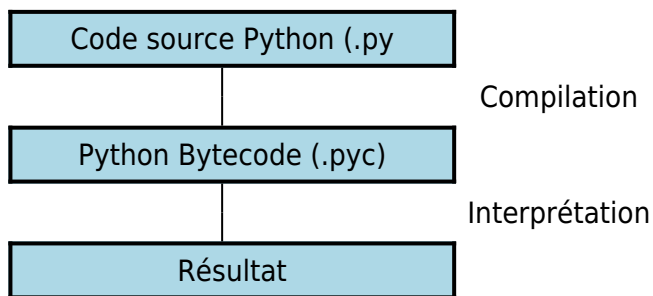 Code source Python (.py
Compilation
Python Bytecode (.pyc)
Interprétation
Résultat